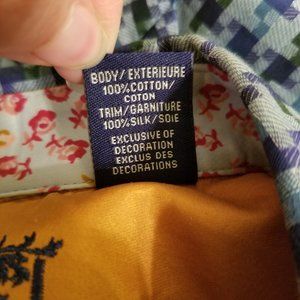 BODY/EXTERIEURE
100% COTTON/
COTON
TRIM/GARNITURE
100% SILK/SOIE
EXCLUSIVE OF
DECORATION
EXCLUS DES
DECORATIONS